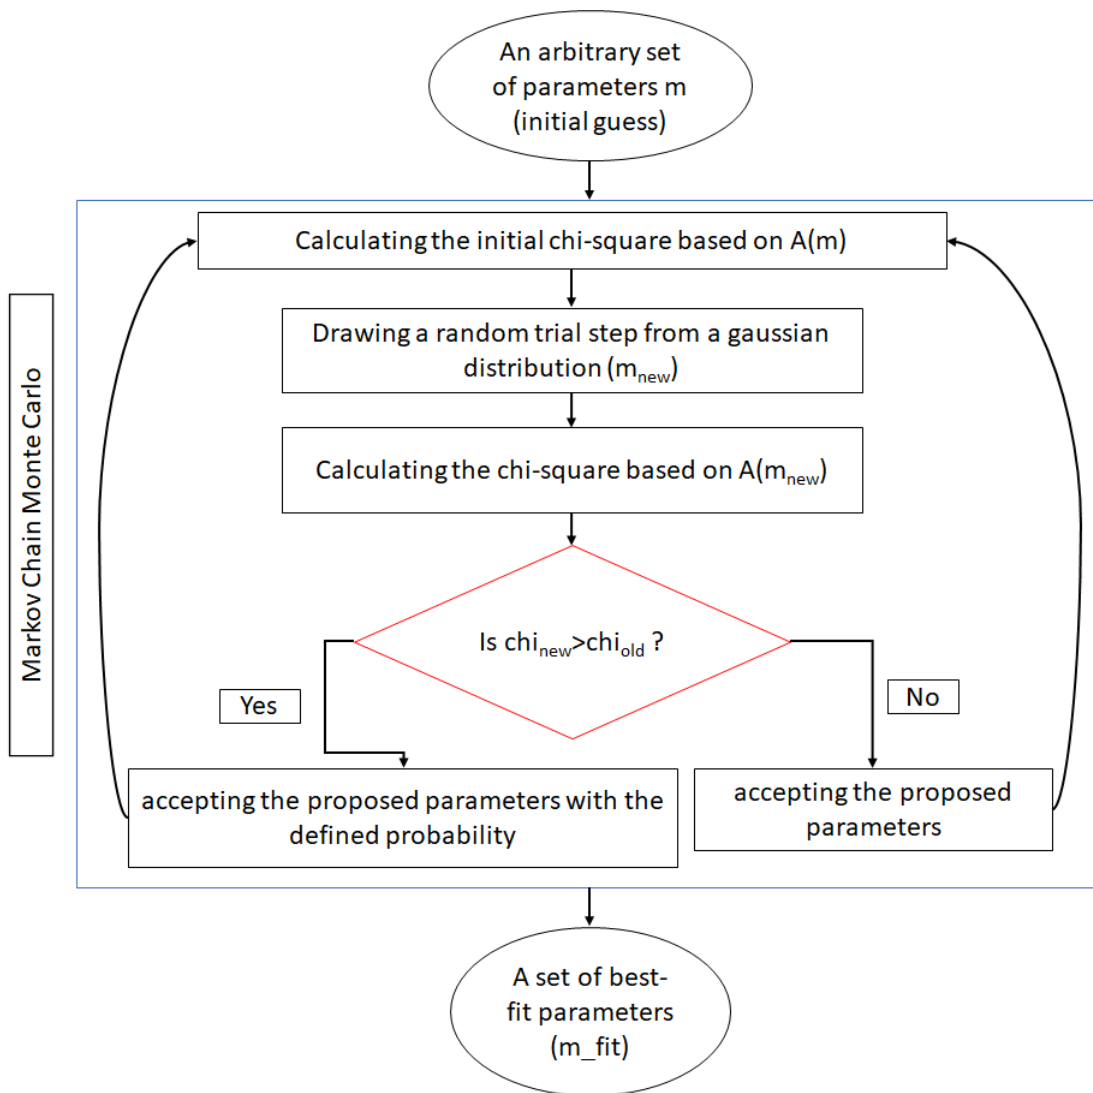 An arbitrary set
of parameters m
(initial guess)
Calculating the initial chi-square based on A(m)
Drawing a random trial step from a gaussian
distribution (mnew)
Calculating the chi-square based on A(mnew)
Markov Chain Monte Carlo
Is chinew>chiold ?
Yes
No
accepting the proposed parameters with the
defined probability
accepting the proposed
parameters
A set of best-
fit parameters
(m_fit)